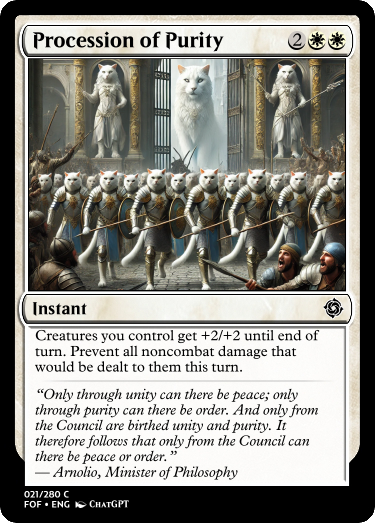 Procession of Purity 2
Instant
Creatures you control get +2/+2 until end of
turn. Prevent all noncombat damage that
would be dealt to them this turn.
“Only through unity can there be peace; only
through purity can there be order. And only from
the Council are birthed unity and purity. It
therefore follows that only from the Council can
there be peace or order.”
— Arnolio, Minister of Philosophy
021/280 C
FOF • ENG ChatGPT